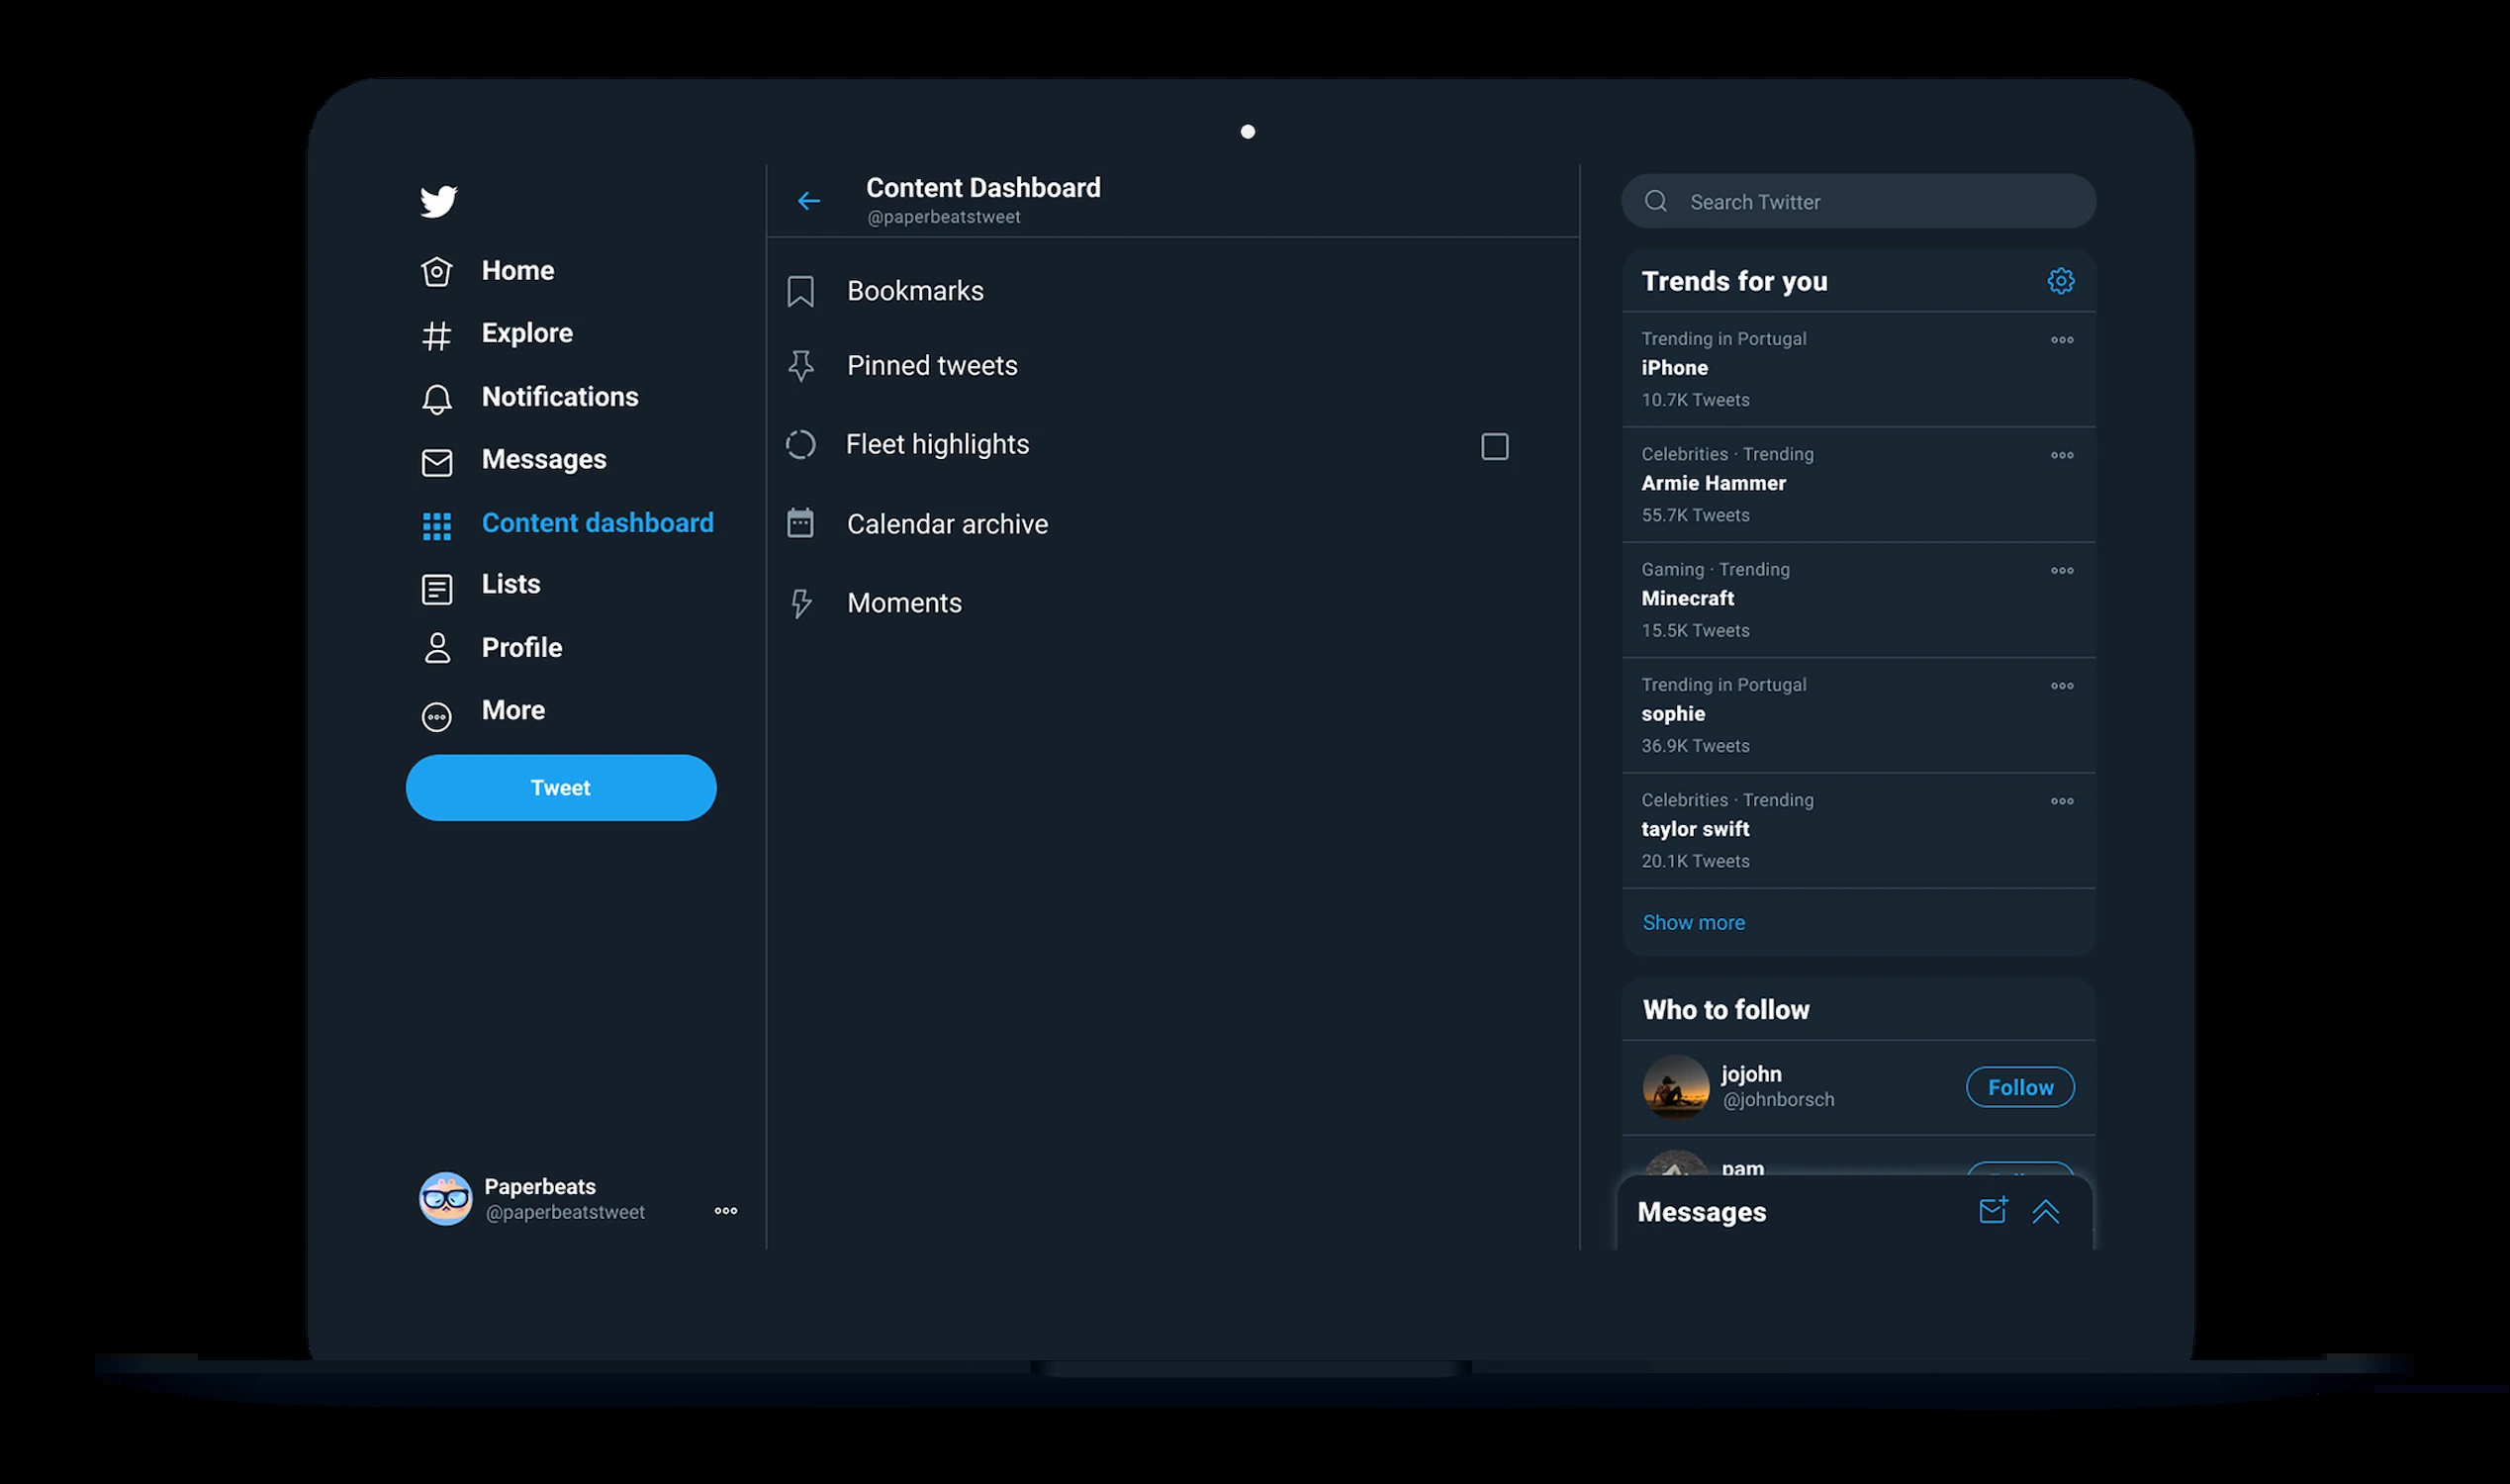 Home
Explore
Notifications
Messages
Content dashboard
Lists
Profile
More
Tweet
Paperbeats
@paperbeatstweet
Content Dashboard
@paperbeatstweet
Bookmarks
Pinned tweets
Fleet highlights
Calendar archive
Moments
Search Twitter
Trends for you
Trending in Portugal
iPhone
10.7K Tweets
Celebrities · Trending
Armie Hammer
55.7K Tweets
Gaming · Trending
Minecraft
15.5K Tweets
Trending in Portugal
sophie
36.9K Tweets
Celebrities · Trending
taylor swift
20.1K Tweets
Show more
Who to follow
jojohn
@johnborsch
Follow
pam
Messages